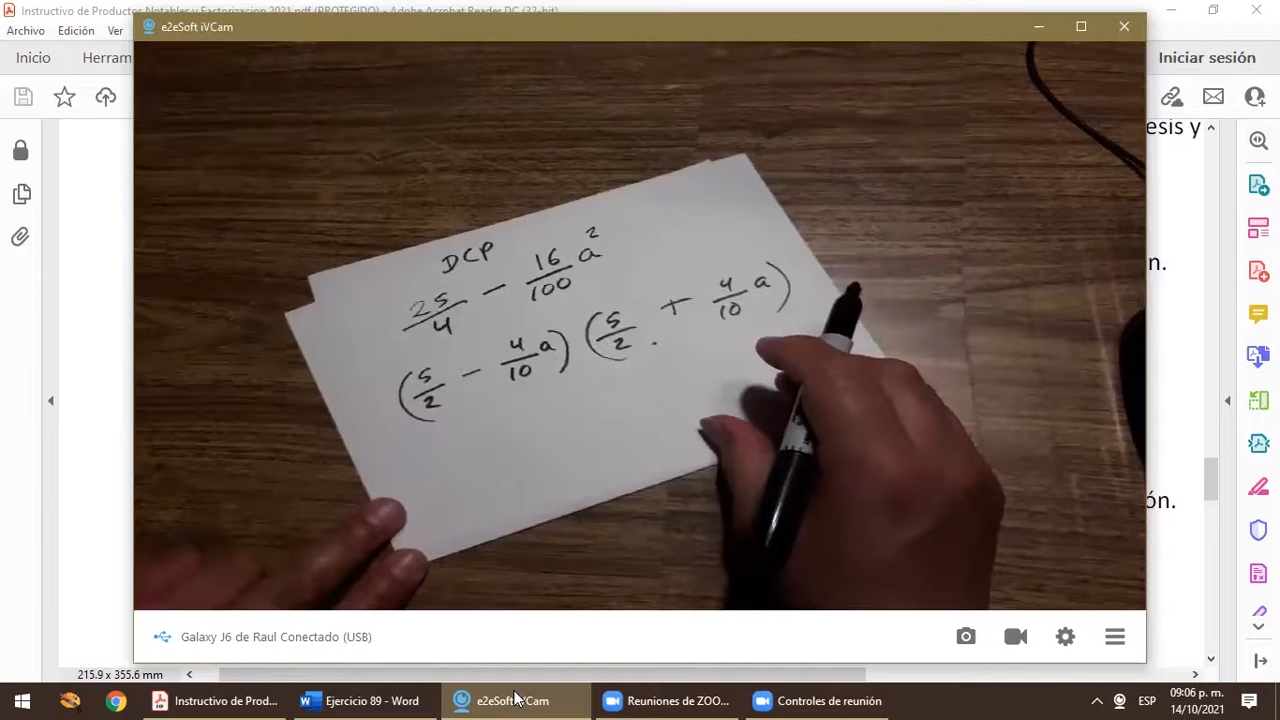 Instructivo de Productos Notables y Factorizacion 2021.pdf (PROTEGIDO) - Adobe Acrobat Reader DC (32-bit)
Archivo Edición Ver
Inicio Herram
Iniciar sesión
e2eSoft iVCam
esis y
n.
ón.
DCP
25/4 - 16/100 a²
(5/2 - 4/10 a) (5/2 + 4/10 a)
Galaxy J6 de Raul Conectado (USB)
215.9 x 355.6 mm
Instructivo de Prod...
Ejercicio 89 - Word
e2eSoft iVCam
Reuniones de ZOO...
Controles de reunión
ESP
09:06 p. m.
14/10/2021